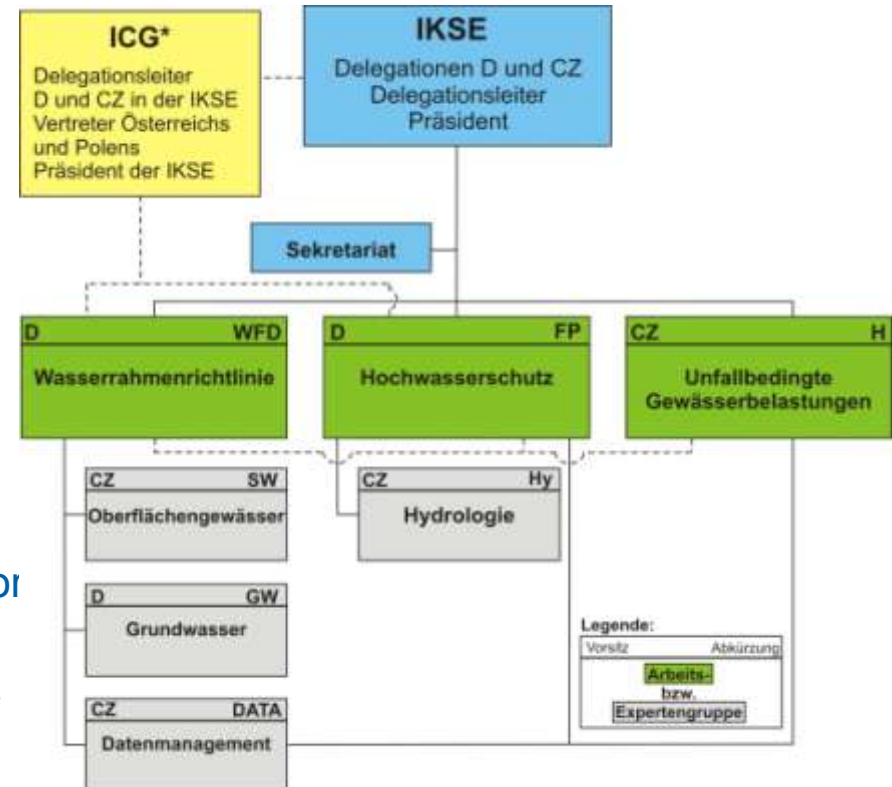 ICG*
Delegationsleiter
D und CZ in der IKSE
Vertreter Österreichs
und Polens
Präsident der IKSE
IKSE
Delegationen D und CZ
Delegationsleiter
Präsident
Sekretariat
D WFD
Wasserrahmenrichtlinie
D FP
Hochwasserschutz
CZ H
Unfallbedingte
Gewässerbelastungen
CZ SW
Oberflächengewässer
CZ Hy
Hydrologie
D GW
Grundwasser
CZ DATA
Datenmanagement
Legende:
Vorsitz Abkürzung
Arbeits-
bzw.
Expertengruppe